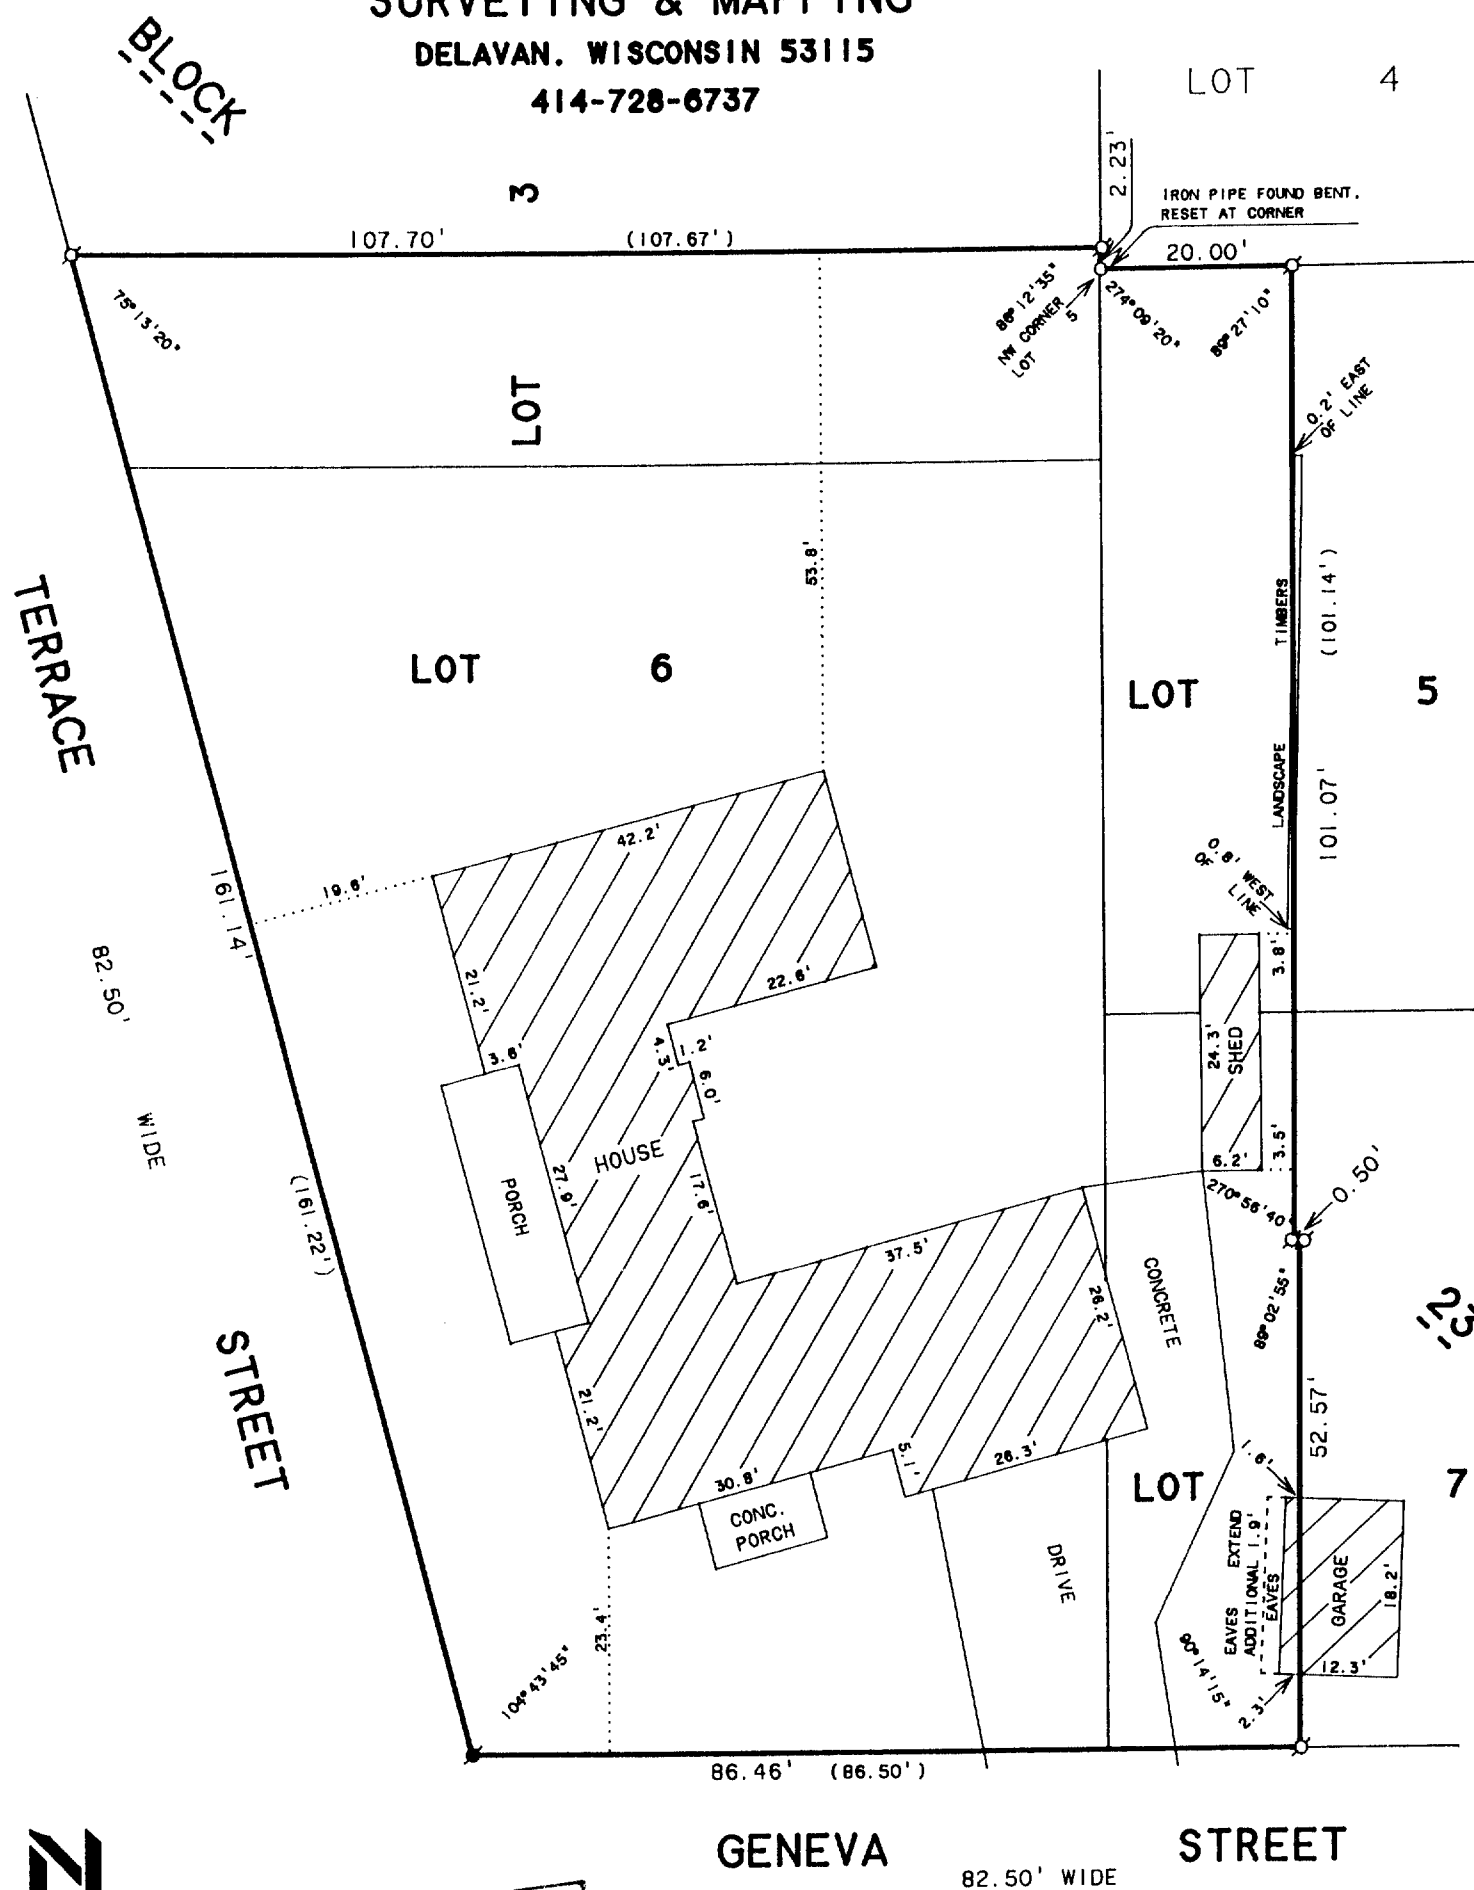 DELAVAN. WISCONSIN 53115
414-728-6737
BLOCK
LOT 4
2.23'
IRON PIPE FOUND BENT.
RESET AT CORNER
3
107.70' (107.67')
20.00'
75°13'20"
86°12'35"
NW CORNER
LOT 5
274°09'20"
89°27'10"
LOT
0.2' EAST
OF LINE
53.8'
TIMBERS
(101.14')
TERRACE
LOT 6
LOT 5
LANDSCAPE
101.07'
42.2'
0.8' WEST
OF LINE
161.14'
19.6'
82.50'
21.2'
22.6'
3.8'
3.6'
4.3'
1.2'
6.0'
24.3'
SHED
WIDE
HOUSE
27.9'
PORCH
17.6'
6.2'
3.5'
270°56'40"
0.50'
(161.22')
37.5'
26.2'
CONCRETE
89°02'55"
23
STREET
21.2'
52.57'
30.8'
5.1'
26.3'
1.6'
LOT 7
CONC.
PORCH
DRIVE
EAVES EXTEND
ADDITIONAL 1.9'
EAVES
GARAGE
18.2'
23.4'
104°43'45"
90°14'15"
2.3'
12.3'
86.46' (86.50')
GENEVA STREET
82.50' WIDE
N